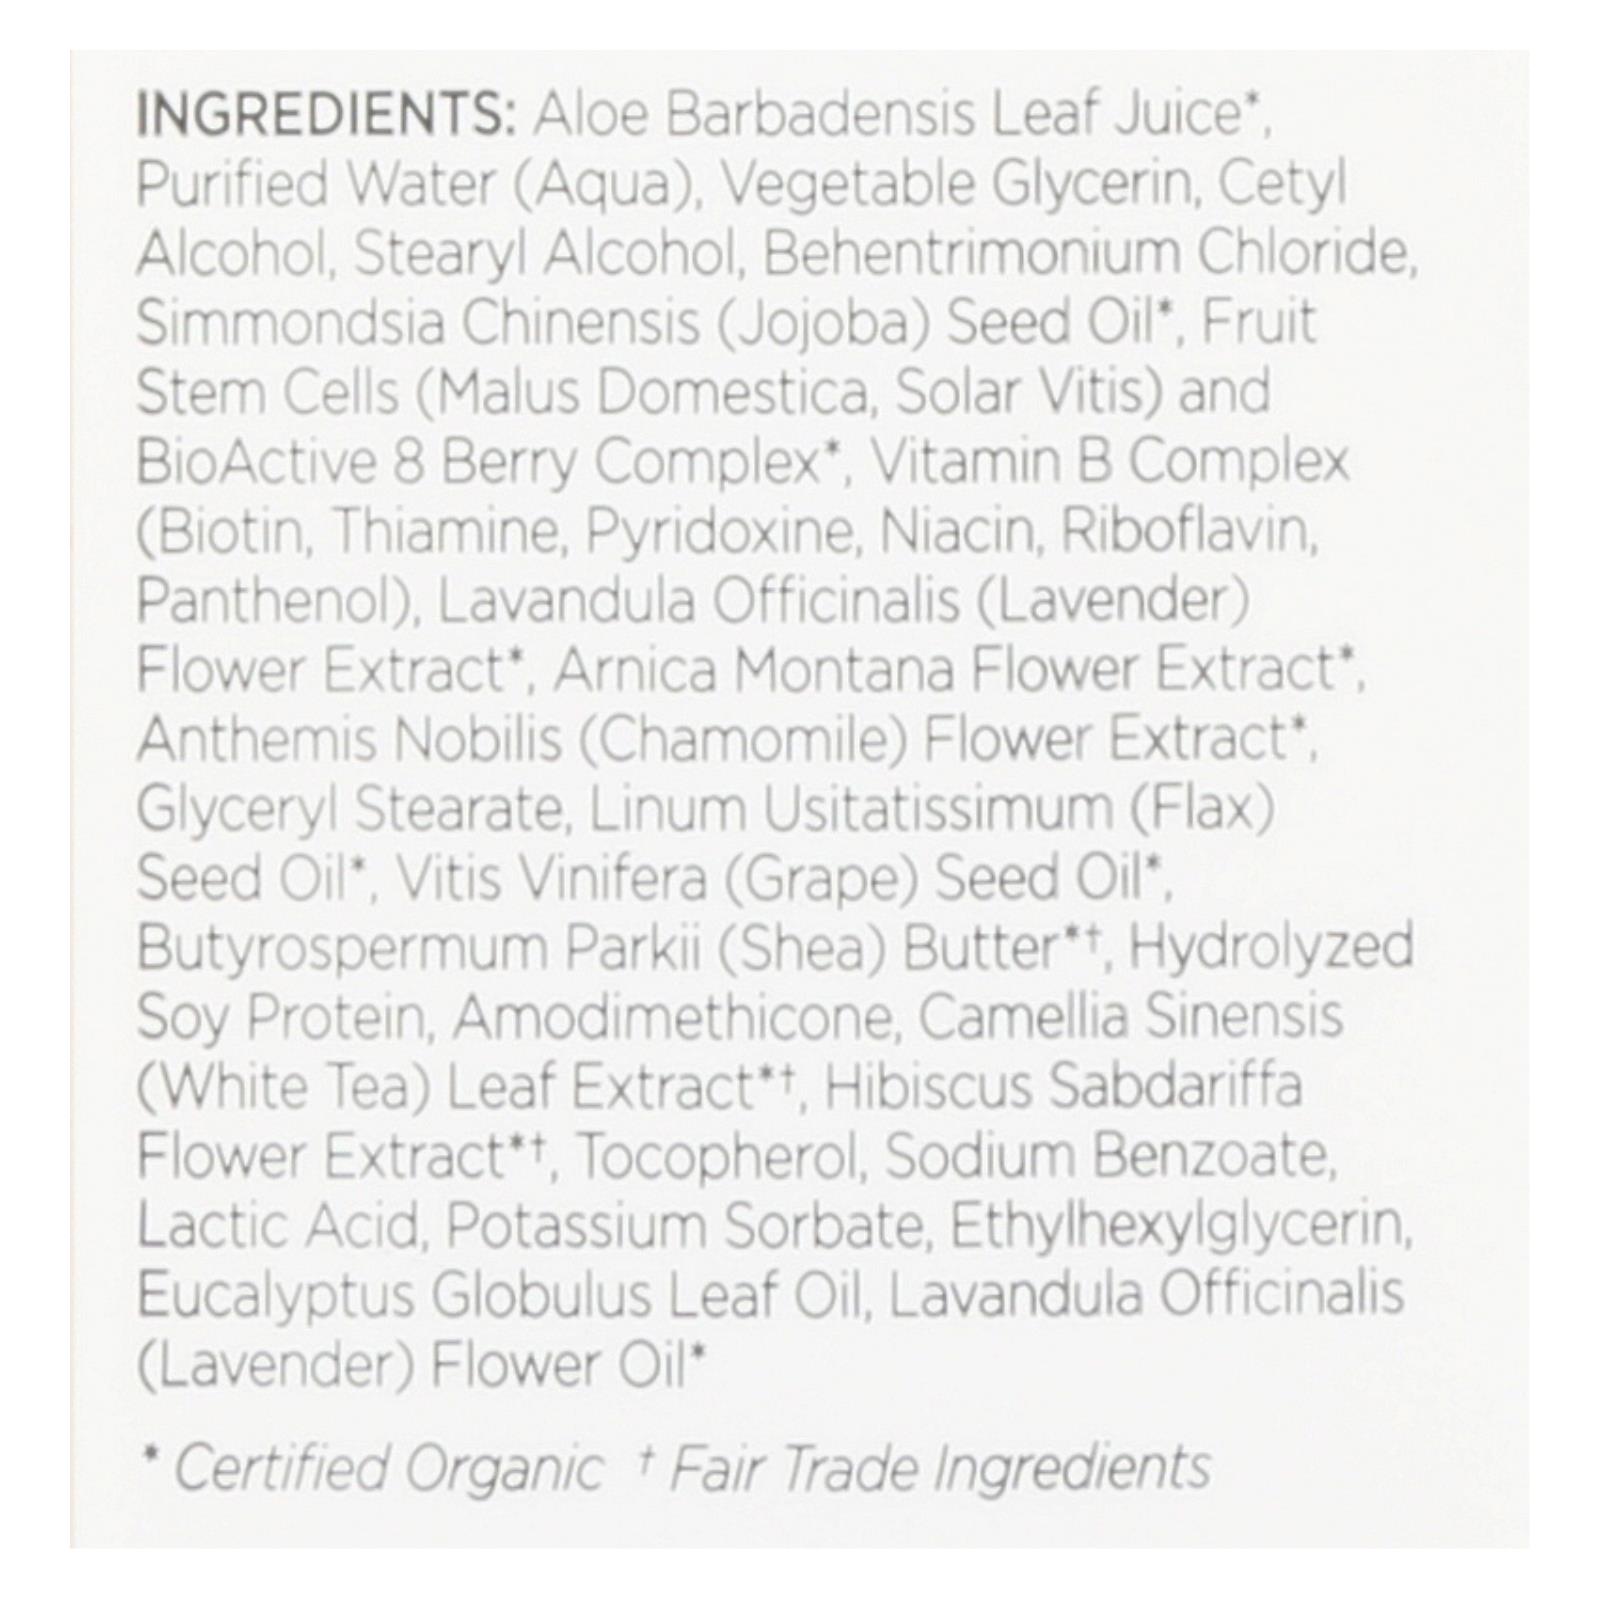 INGREDIENTS: Aloe Barbadensis Leaf Juice*,
Purified Water (Aqua), Vegetable Glycerin, Cetyl
Alcohol, Stearyl Alcohol, Behentrimonium Chloride,
Simmondsia Chinensis (Jojoba) Seed Oil*, Fruit
Stem Cells (Malus Domestica, Solar Vitis) and
BioActive 8 Berry Complex*, Vitamin B Complex
(Biotin, Thiamine, Pyridoxine, Niacin, Riboflavin,
Panthenol), Lavandula Officinalis (Lavender)
Flower Extract*, Arnica Montana Flower Extract*,
Anthemis Nobilis (Chamomile) Flower Extract*,
Glyceryl Stearate, Linum Usitatissimum (Flax)
Seed Oil*, Vitis Vinifera (Grape) Seed Oil*,
Butyrospermum Parkii (Shea) Butter*†, Hydrolyzed
Soy Protein, Amodimethicone, Camellia Sinensis
(White Tea) Leaf Extract*†, Hibiscus Sabdariffa
Flower Extract*†, Tocopherol, Sodium Benzoate,
Lactic Acid, Potassium Sorbate, Ethylhexylglycerin,
Eucalyptus Globulus Leaf Oil, Lavandula Officinalis
(Lavender) Flower Oil*
* Certified Organic † Fair Trade Ingredients